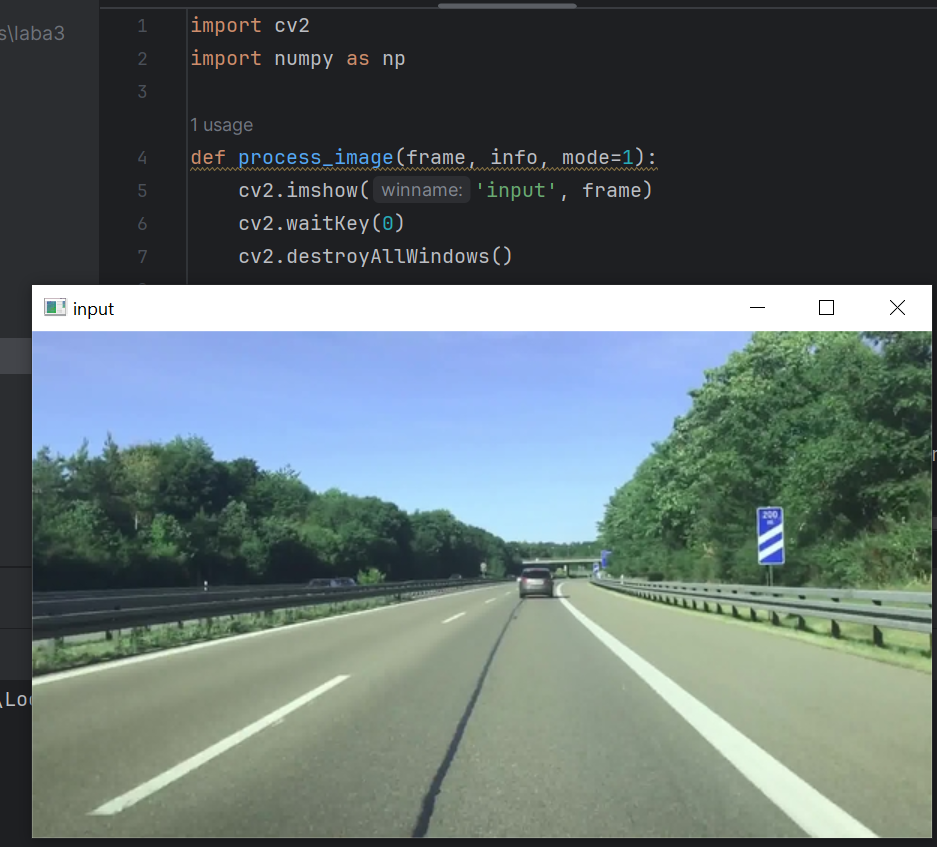 s\laba3
1 import cv2
2 import numpy as np
3
1 usage
4 def process_image(frame, info, mode=1):
5 cv2.imshow( winname: 'input', frame)
6 cv2.waitKey(0)
7 cv2.destroyAllWindows()
input
200
m
\Loc